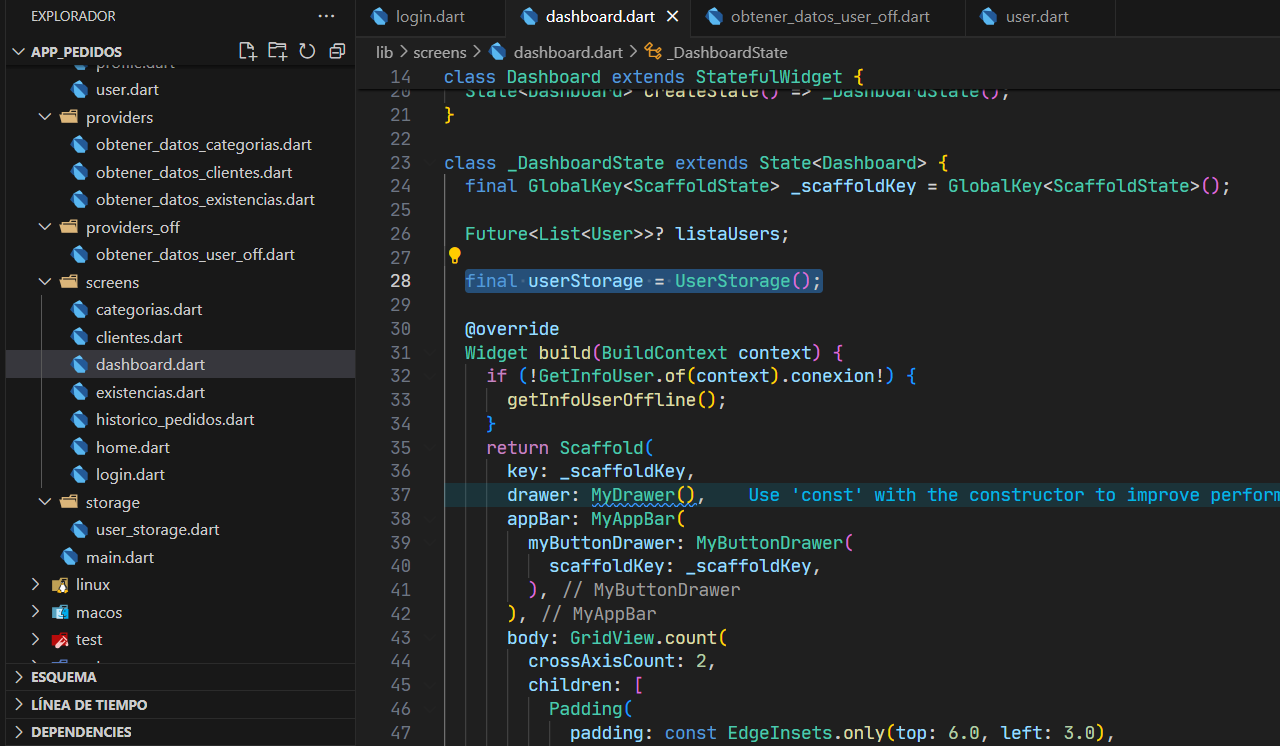 EXPLORADOR
APP_PEDIDOS
profile.dart
user.dart
providers
obtener_datos_categorias.dart
obtener_datos_clientes.dart
obtener_datos_existencias.dart
providers_off
obtener_datos_user_off.dart
screens
categorias.dart
clientes.dart
dashboard.dart
existencias.dart
historico_pedidos.dart
home.dart
login.dart
storage
user_storage.dart
main.dart
linux
macos
test
ESQUEMA
LÍNEA DE TIEMPO
DEPENDENCIES
login.dart dashboard.dart obtener_datos_user_off.dart user.dart
lib > screens > dashboard.dart > _DashboardState
14 class Dashboard extends StatefulWidget {
20 State<Dashboard> createState() => _DashboardState();
21 }
22
23 class _DashboardState extends State<Dashboard> {
24 final GlobalKey<ScaffoldState> _scaffoldKey = GlobalKey<ScaffoldState>();
25
26 Future<List<User>>? listaUsers;
27
28 final userStorage = UserStorage();
29
30 @override
31 Widget build(BuildContext context) {
32 if (!GetInfoUser.of(context).conexion!) {
33 getInfoUserOffline();
34 }
35 return Scaffold(
36 key: _scaffoldKey,
37 drawer: MyDrawer(), Use 'const' with the constructor to improve perform
38 appBar: MyAppBar(
39 myButtonDrawer: MyButtonDrawer(
40 scaffoldKey: _scaffoldKey,
41 ), // MyButtonDrawer
42 ), // MyAppBar
43 body: GridView.count(
44 crossAxisCount: 2,
45 children: [
46 Padding(
47 padding: const EdgeInsets.only(top: 6.0, left: 3.0),